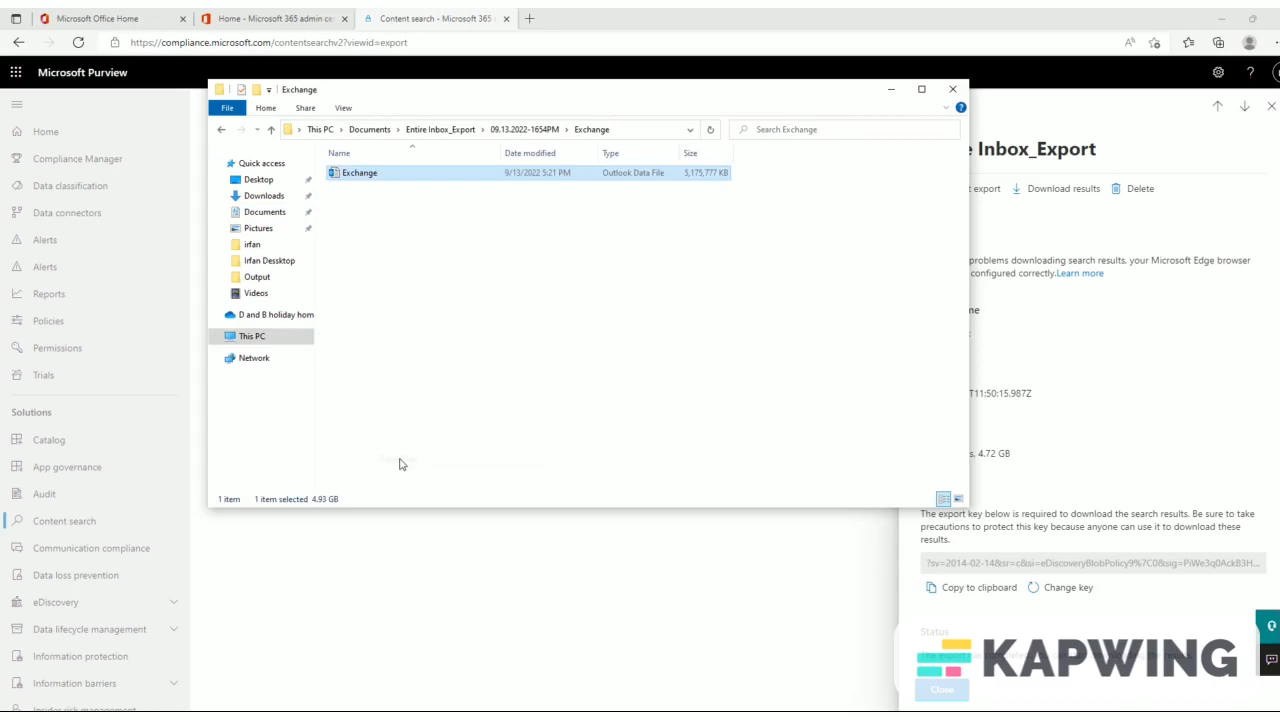 Microsoft Office Home
Home - Microsoft 365 admin ce
Content search - Microsoft 365
https://compliance.microsoft.com/contentsearchv2?viewid=export
Microsoft Purview
Exchange
File
Home
Share
View
This PC
Documents
Entire Inbox_Export
09.13.2022-1654PM
Exchange
Search Exchange
Name
Date modified
Type
Size
Exchange
9/13/2022 5:21 PM
Outlook Data File
5,175,777 KB
Quick access
Desktop
Downloads
Documents
Pictures
irfan
Irfan Dessktop
Output
Videos
D and B holiday hom
This PC
Network
1 item
1 item selected 4.93 GB
Home
Compliance Manager
Data classification
Data connectors
Alerts
Alerts
Reports
Policies
Permissions
Trials
Solutions
Catalog
App governance
Audit
Content search
Communication compliance
Data loss prevention
eDiscovery
Data lifecycle management
Information protection
Information barriers
Insider risk management
e Inbox_Export
t export
Download results
Delete
problems downloading search results, your Microsoft Edge browser
configured correctly.Learn more
me
T11:50:15.987Z
s, 4.72 GB
The export key below is required to download the search results. Be sure to take
precautions to protect this key because anyone can use it to download these
results.
?sv=2014-02-14&sr=c&si=eDiscoveryBlobPolicy9%7C0&sig=PiWe3q0AckB3H...
Copy to clipboard
Change key
Status
KAPWING
Close